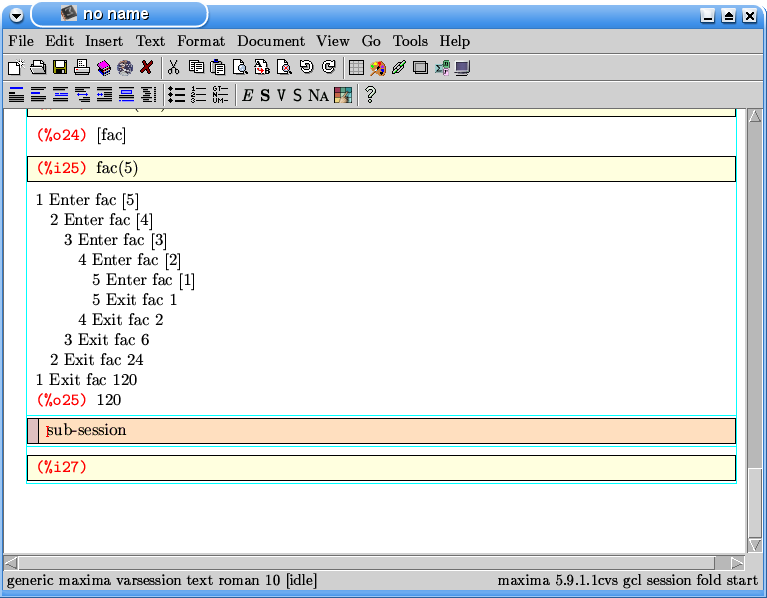 no name
File Edit Insert Text Format Document View Go Tools Help
E S V S NA ?
(%o24) [fac]
(%i25) fac(5)
1 Enter fac [5]
2 Enter fac [4]
3 Enter fac [3]
4 Enter fac [2]
5 Enter fac [1]
5 Exit fac 1
4 Exit fac 2
3 Exit fac 6
2 Exit fac 24
1 Exit fac 120
(%o25) 120
sub-session
(%i27)
generic maxima varsession text roman 10 [idle] maxima 5.9.1.1cvs gcl session fold start